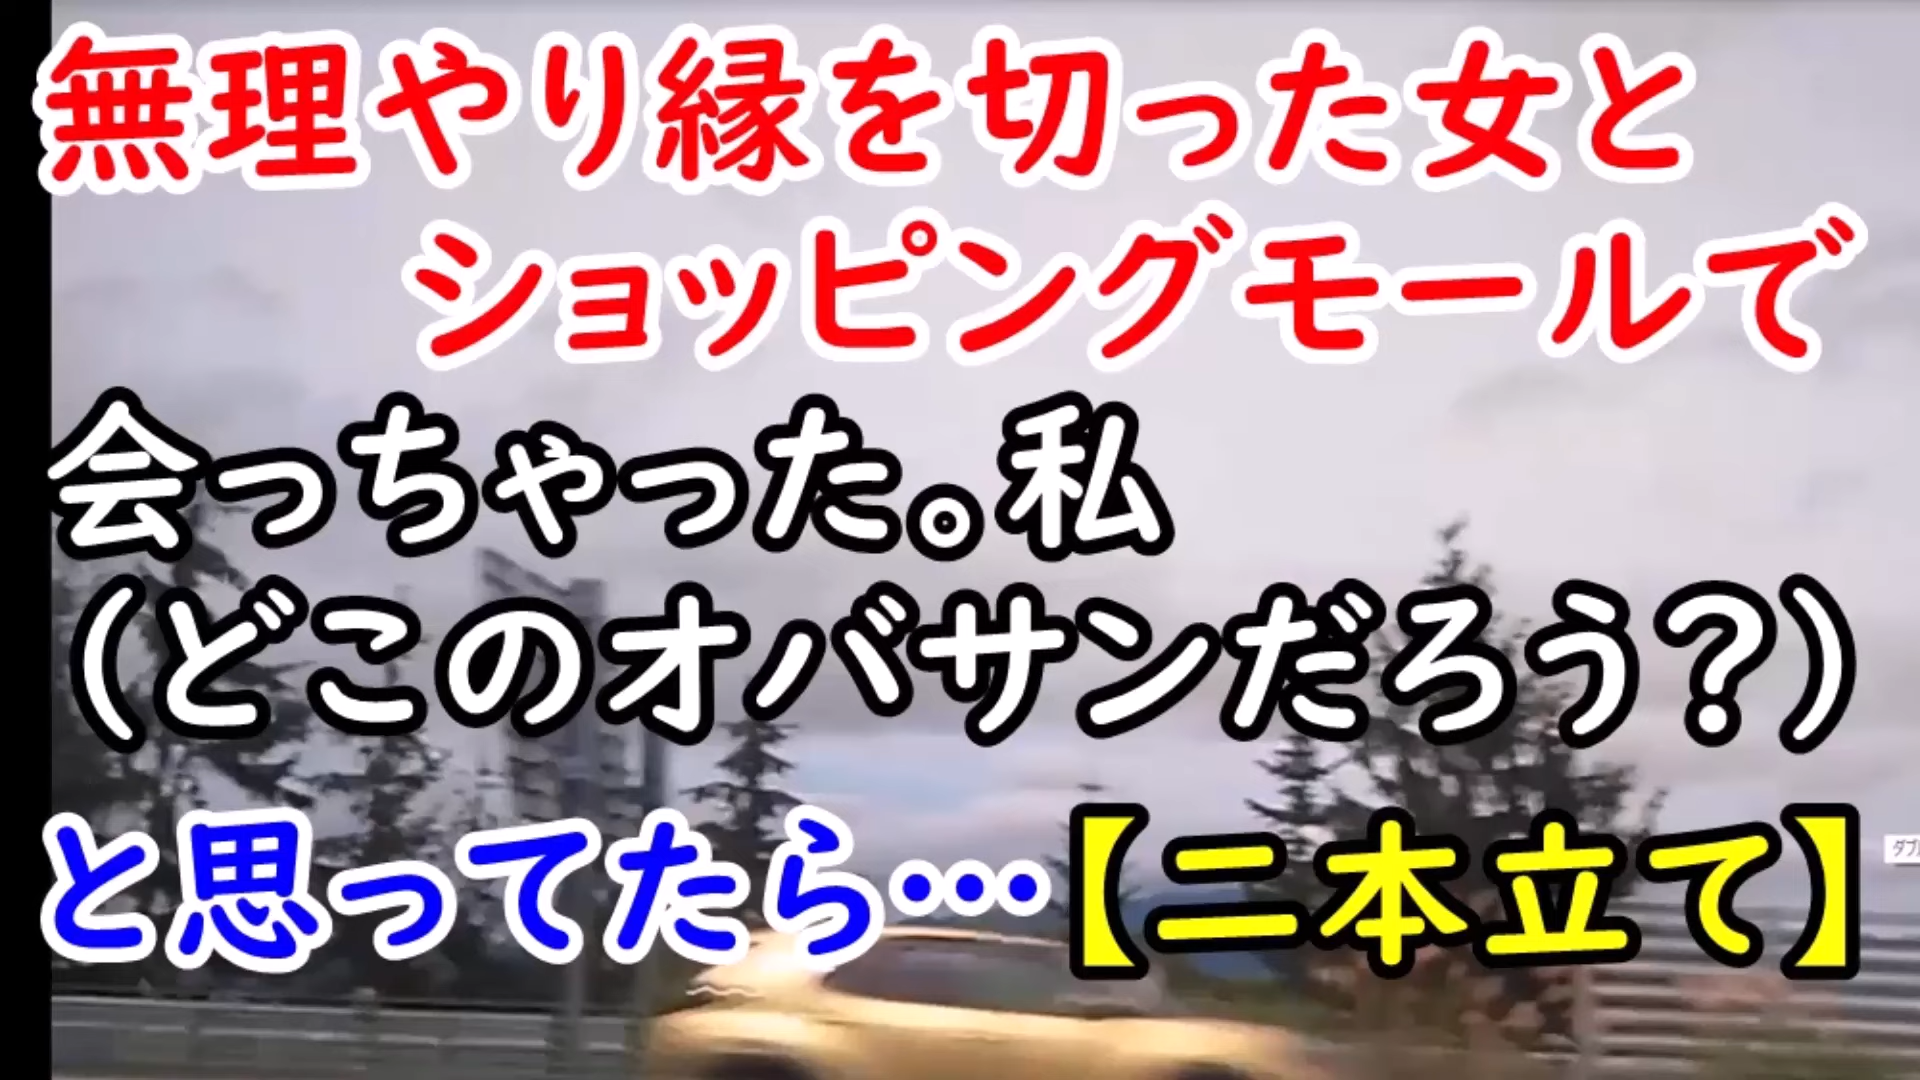 無理やり縁を切った女と
ショッピングモールで
会っちゃった。私
（どこのオバサンだろう？）
と思ってたら…【二本立て】